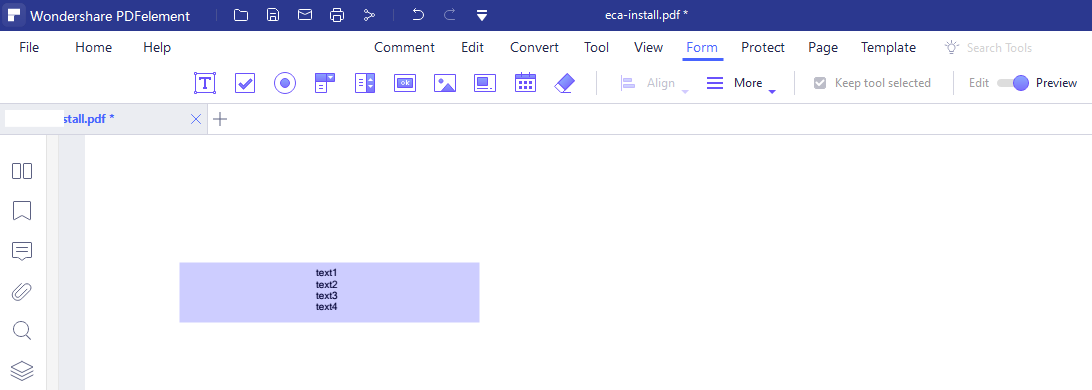 Wondershare PDFelement
eca-install.pdf *
File Home Help Comment Edit Convert Tool View Form Protect Page Template Search Tools
T ok Align More Keep tool selected Edit Preview
stall.pdf *
text1
text2
text3
text4